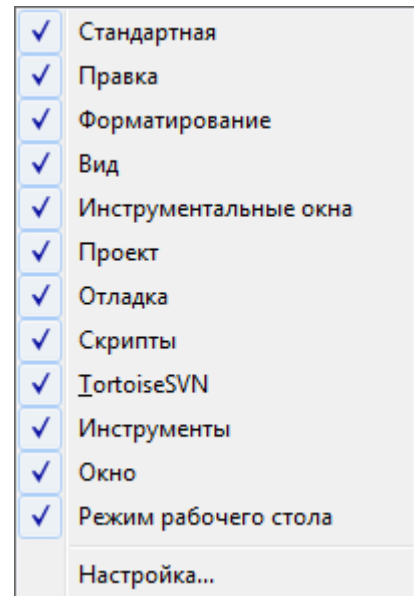 Стандартная
Правка
Форматирование
Вид
Инструментальные окна
Проект
Отладка
Скрипты
TortoiseSVN
Инструменты
Окно
Режим рабочего стола
Настройка...